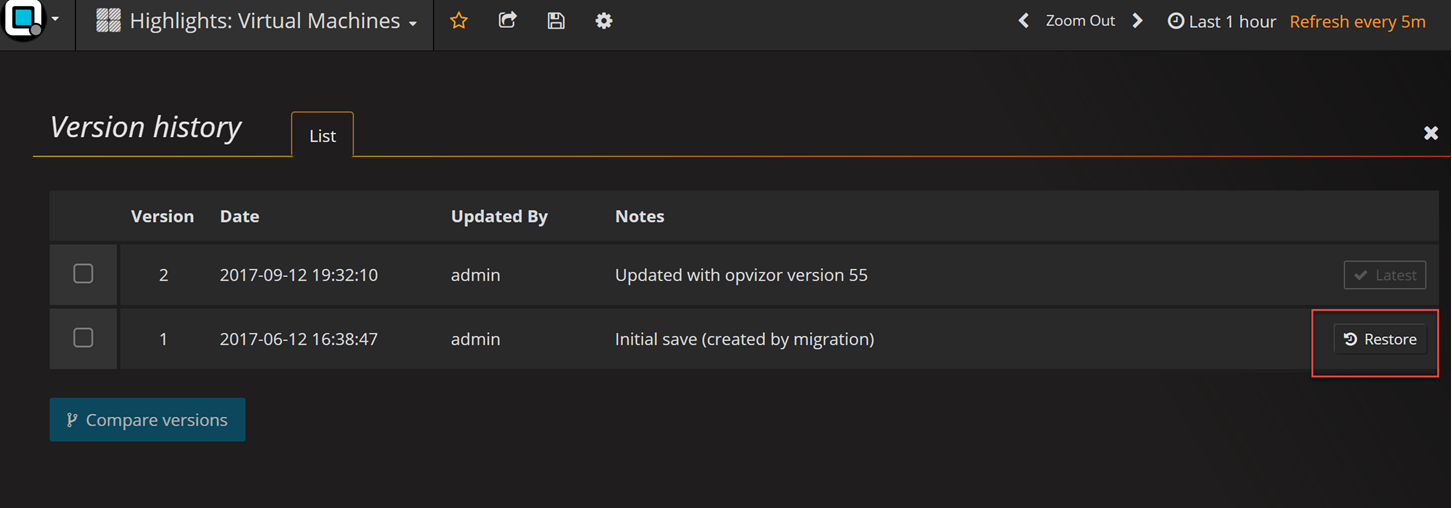 Highlights: Virtual Machines
Zoom Out
Last 1 hour Refresh every 5m
Version history
List
Version Date Updated By Notes
2 2017-09-12 19:32:10 admin Updated with opvizor version 55 Latest
1 2017-06-12 16:38:47 admin Initial save (created by migration) Restore
Compare versions